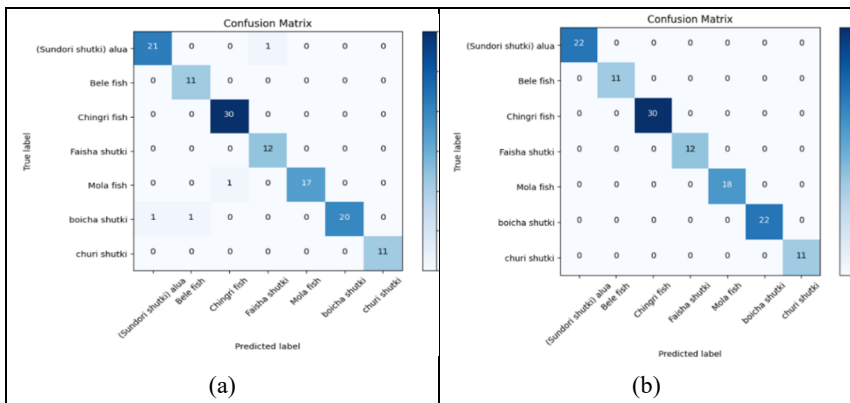 Confusion Matrix
(Sundori shutki) alua 21 0 0 1 0 0 0
Bele fish 0 11 0 0 0 0 0
Chingri fish 0 0 30 0 0 0 0
Faisha shutki 0 0 0 12 0 0 0
Mola fish 0 0 1 0 17 0 0
boicha shutki 1 1 0 0 0 20 0
churi shutki 0 0 0 0 0 0 11
True label
(Sundori shutki) alua
Bele fish
Chingri fish
Faisha shutki
Mola fish
boicha shutki
churi shutki
Predicted label
(a)
Confusion Matrix
(Sundori shutki) alua 22 0 0 0 0 0 0
Bele fish 0 11 0 0 0 0 0
Chingri fish 0 0 30 0 0 0 0
Faisha shutki 0 0 0 12 0 0 0
Mola fish 0 0 0 0 18 0 0
boicha shutki 0 0 0 0 0 22 0
churi shutki 0 0 0 0 0 0 11
True label
(Sundori shutki) alua
Bele fish
Chingri fish
Faisha shutki
Mola fish
boicha shutki
churi shutki
Predicted label
(b)